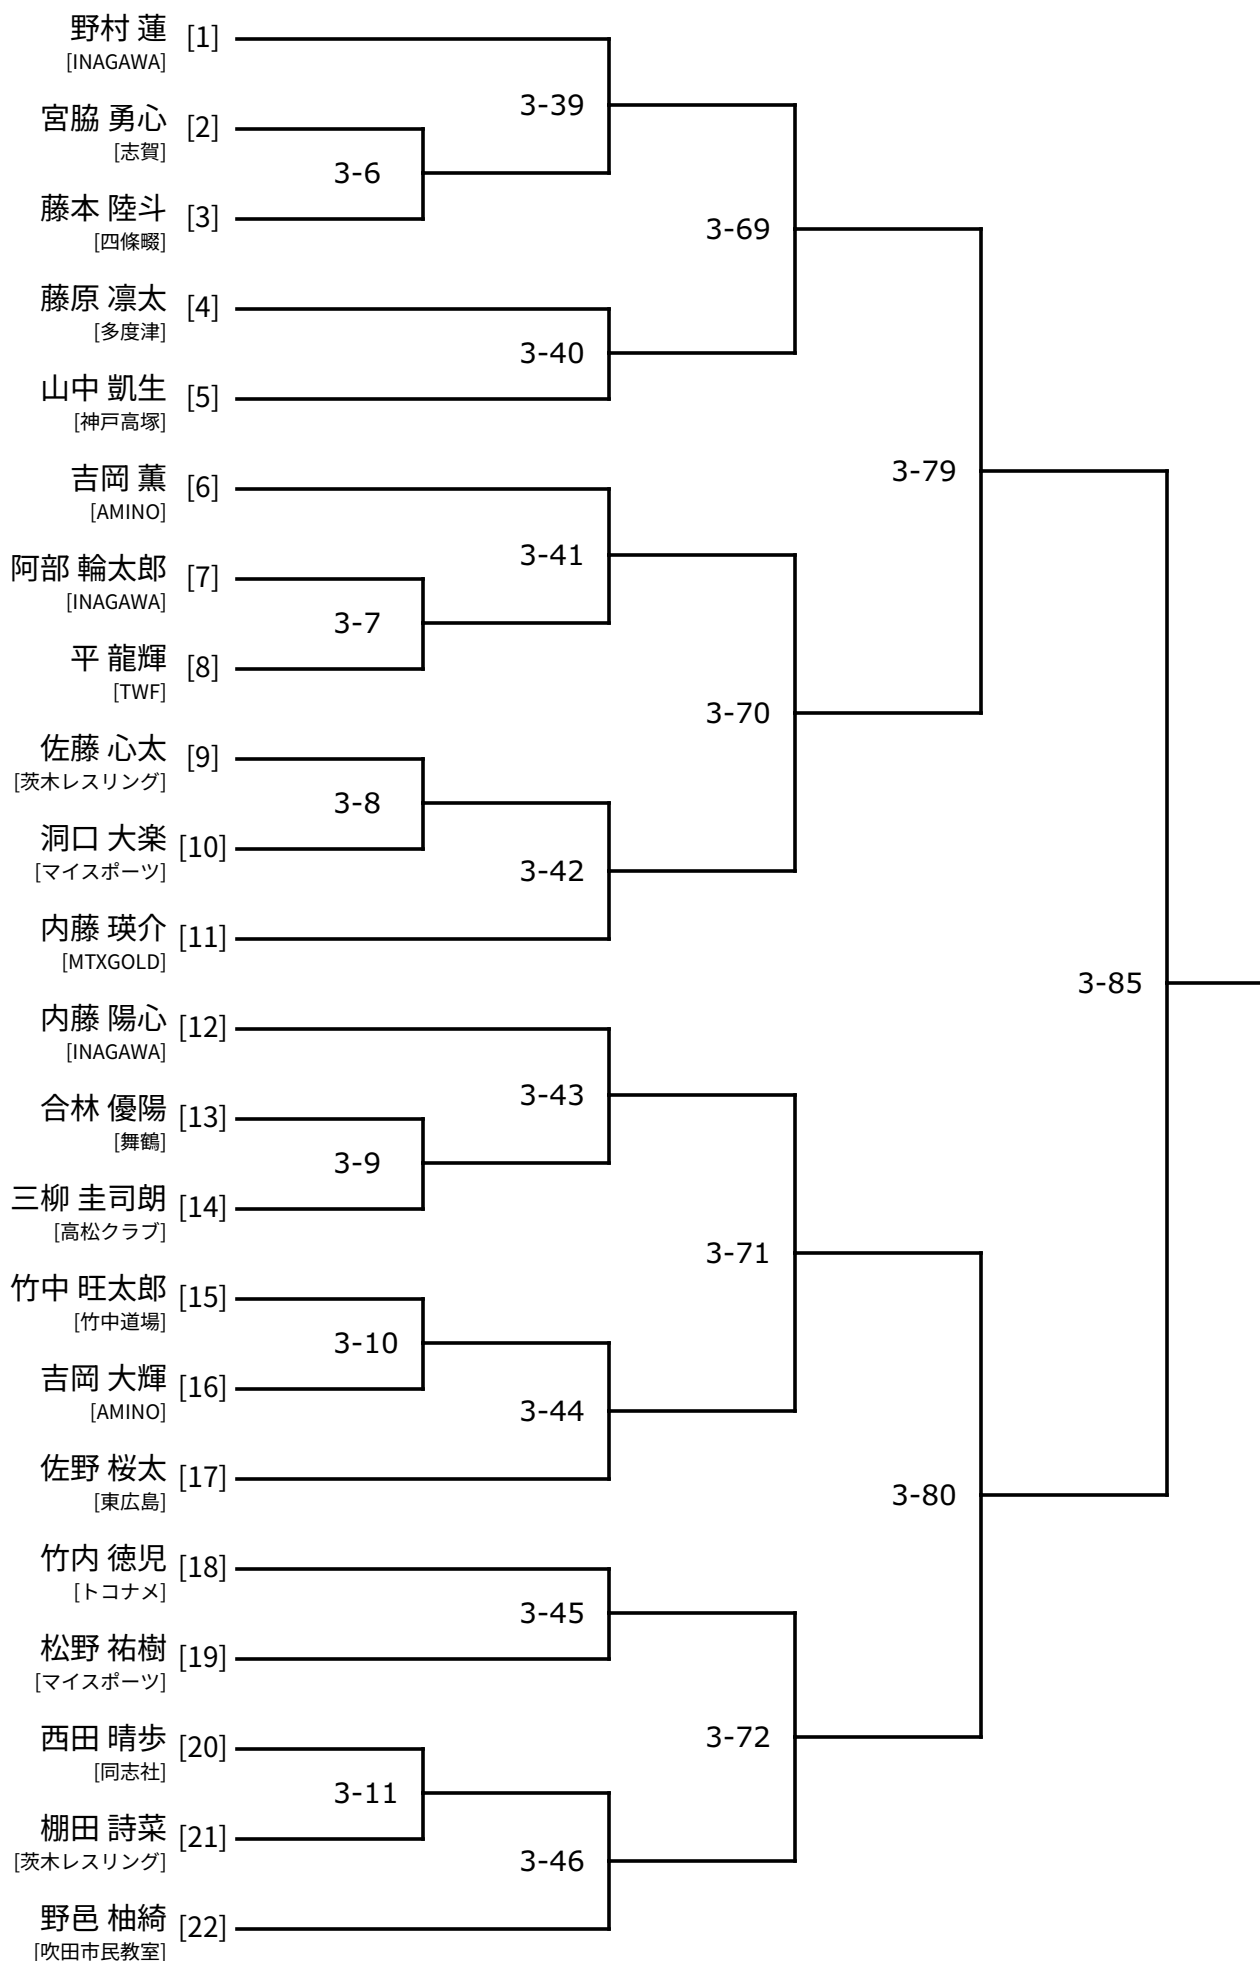 野村 蓮 [1]
[INAGAWA]
3-39
宮脇 勇心 [2]
[志賀]
3-6
藤本 陸斗 [3]
[四條畷]
3-69
藤原 凛太 [4]
[多度津]
3-40
山中 凱生 [5]
[神戸高塚]
3-79
吉岡 薫 [6]
[AMINO]
3-41
阿部 輪太郎 [7]
[INAGAWA]
3-7
平 龍輝 [8]
[TWF]
3-70
佐藤 心太 [9]
[茨木レスリング]
3-8
洞口 大楽 [10]
[マイスポーツ]
3-42
内藤 瑛介 [11]
[MTXGOLD]
3-85
内藤 陽心 [12]
[INAGAWA]
3-43
合林 優陽 [13]
[舞鶴]
3-9
三柳 圭司朗 [14]
[高松クラブ]
3-71
竹中 旺太郎 [15]
[竹中道場]
3-10
吉岡 大輝 [16]
[AMINO]
3-44
佐野 桜太 [17]
[東広島]
3-80
竹内 徳児 [18]
[トコナメ]
3-45
松野 祐樹 [19]
[マイスポーツ]
3-72
西田 晴歩 [20]
[同志社]
3-11
棚田 詩菜 [21]
[茨木レスリング]
3-46
野邑 柚綺 [22]
[吹田市民教室]